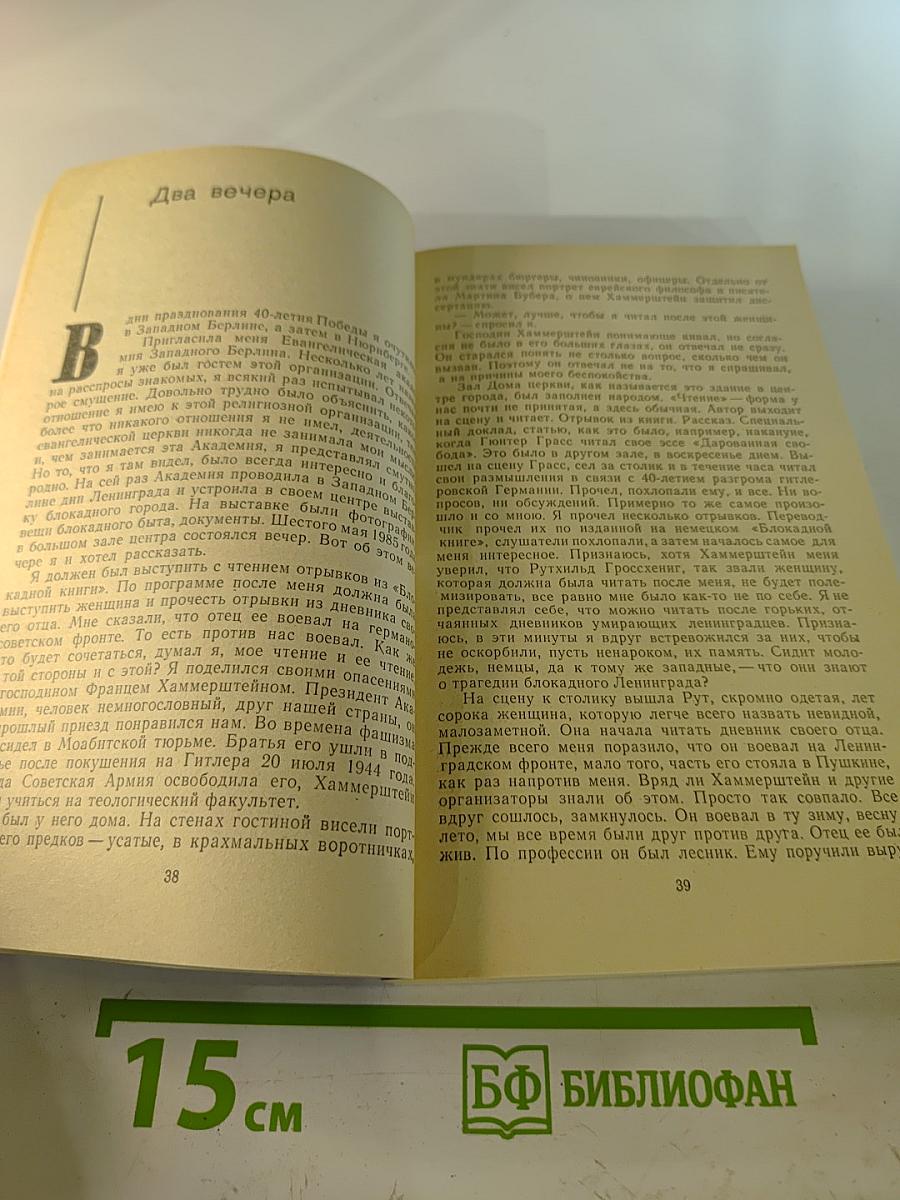 Два вечера
В дни празднования 40-летия Победы я
в Западном Берлине, а затем в
Пригласила меня Евангелическая
мия Западного Берлина. Несколько лет
я уже был гостем этой организации.
на расспросы знакомых, я всякий раз испытывал
рое смущение. Довольно трудно было объяснить,
отношение я имею к этой религиозной организации,
более что никакого отношения я не имел,
евангелической церкви никогда не занимала мои
и, чем занимается эта Академия, я представлял
Но то, что я там видел, было всегда интересно и
родно. На сей раз Академия проводила в Западном
лине дни Ленинграда и устроила в своем центре
ку блокадного города. На выставке были
вещи блокадного быта, документы. Шестого мая 1985
в большом зале центра состоялся вечер. Вот об этом ве
чере я и хотел рассказать.
Я должен был выступить с чтением отрывков из «Бло
кадной книги». По программе после меня должна
выступить женщина и прочесть отрывки из дневника сво
его отца. Мне сказали, что отец ее воевал на
советском фронте. То есть против нас воевал. Как
то будет сочетаться, думал я, мое чтение и ее чтение
той стороны и с этой? Я поделился своими опасениями
господином Францем Хаммерштейном. Президент Ака
мии, человек немногословный, друг нашей страны,
прошлый приезд понравился нам. Во времена фашизма
сидел в Моабитской тюрьме. Братья его ушли в под-
ье после покушения на Гитлера 20 июля 1944 года.
да Советская Армия освободила его, Хаммерштейн
учиться на теологический факультет.
был у него дома. На стенах гостиной висели порт-
его предков — усатые, в крахмальных воротничках,
38
в мундирах бюргеры, чиновники, офицеры. Отдельно от
этой знати висел портрет еврейского философа и писате-
ля Мартина Бубера, о нем Хаммерштейн защитил дис-
сертацию.
— Может, лучше, чтобы я читал после этой женщи-
ны? — спросил я.
Господин Хаммерштейн понимающе кивал, но согла-
сия не было в его больших глазах, он отвечал не сразу.
Он старался понять не столько вопрос, сколько чем он
вызван. Поэтому он отвечал не на то, что я спрашивал,
а на причины моего беспокойства.
Зал Дома церкви, как называется это здание в цен-
тре города, был заполнен народом. «Чтение» — форма у
нас почти не принятая, а здесь обычная. Автор выходит
на сцену и читает. Отрывок из книги. Рассказ. Специаль-
ный доклад, статью, как это было, например, накануне,
когда Гюнтер Грасс читал свое эссе «Дарованная сво-
бода». Это было в другом зале, в воскресенье днем. Вы-
шел на сцену Грасс, сел за столик и в течение часа читал
свои размышления в связи с 40-летием разгрома гитле-
ровской Германии. Прочел, похлопали ему, и все. Ни во-
просов, ни обсуждений. Примерно то же самое произо-
шло и со мною. Я прочел несколько отрывков. Перевод-
чик прочел их по изданной на немецком «Блокадной
книге», слушатели похлопали, а затем началось самое для
меня интересное. Признаюсь, хотя Хаммерштейн меня
уверил, что Рутхильд Гроссхениг, так звали женщину,
которая должна была читать после меня, не будет поле-
мизировать, все равно мне было как-то не по себе. Я не
представлял себе, что можно читать после горьких, от-
чаянных дневников умирающих ленинградцев. Призна-
юсь, в эти минуты я вдруг встревожился за них, чтобы
не оскорбили, пусть ненароком, их память. Сидит моло-
дежь, немцы, да к тому же западные, — что они знают
о трагедии блокадного Ленинграда?
На сцену к столику вышла Рут, скромно одетая, лет
сорока женщина, которую легче всего назвать невидной,
малозаметной. Она начала читать дневник своего отца.
Прежде всего меня поразило, что он воевал на Ленин-
градском фронте, мало того, часть его стояла в Пушкине,
как раз напротив меня. Вряд ли Хаммерштейн и другие
организаторы знали об этом. Просто так совпало. Все
вдруг сошлось, замкнулось. Он воевал в ту зиму, весну
лето, мы все время были друг против друга. Отец ее был
жив. По профессии он был лесник. Ему поручили выру
39
15 см
БФ БИБЛИОФАН